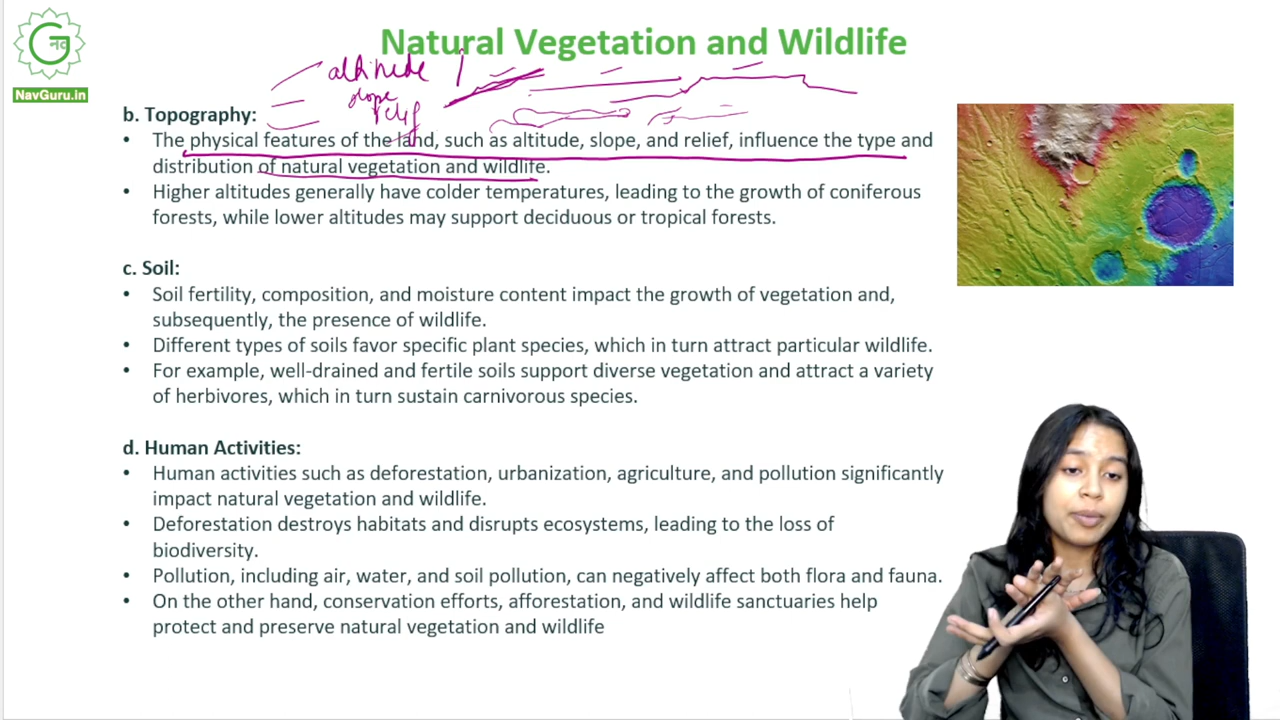 Natural Vegetation and Wildlife
नव
NavGuru.in
altitude
slope
relief
b. Topography:
• The physical features of the land, such as altitude, slope, and relief, influence the type and
distribution of natural vegetation and wildlife.
• Higher altitudes generally have colder temperatures, leading to the growth of coniferous
forests, while lower altitudes may support deciduous or tropical forests.
c. Soil:
• Soil fertility, composition, and moisture content impact the growth of vegetation and,
subsequently, the presence of wildlife.
• Different types of soils favor specific plant species, which in turn attract particular wildlife.
• For example, well-drained and fertile soils support diverse vegetation and attract a variety
of herbivores, which in turn sustain carnivorous species.
d. Human Activities:
• Human activities such as deforestation, urbanization, agriculture, and pollution significantly
impact natural vegetation and wildlife.
• Deforestation destroys habitats and disrupts ecosystems, leading to the loss of
biodiversity.
• Pollution, including air, water, and soil pollution, can negatively affect both flora and fauna.
• On the other hand, conservation efforts, afforestation, and wildlife sanctuaries help
protect and preserve natural vegetation and wildlife